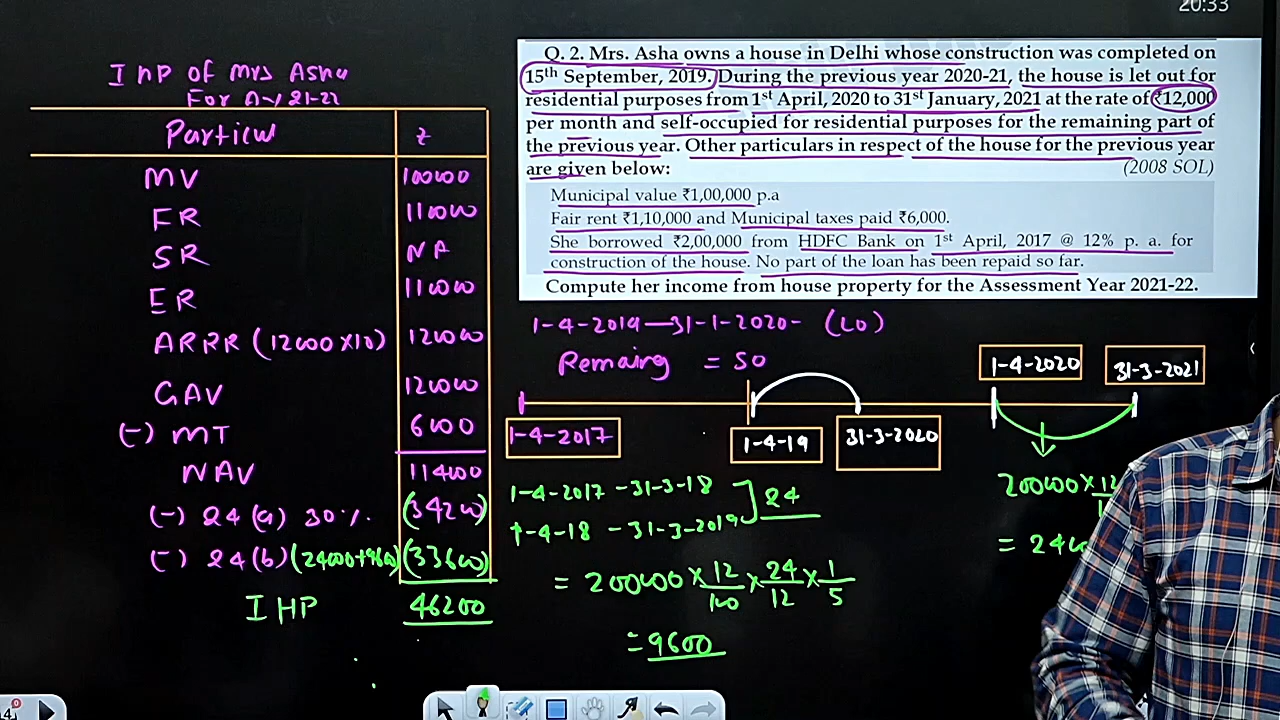 20:33
I HP of Mrs Asha
For A-Y 21-22
Particul ₹
MV 100000
FR 110000
SR NA
ER 110000
ARRR (12000X10) 120000
GAV 120000
(-) MT 6000
NAV 114000
(-) 24 (a) 30%. (34200)
(-) 24(b) (24000+9600) (33600)
I HP 46200
Q. 2. Mrs. Asha owns a house in Delhi whose construction was completed on
15th September, 2019. During the previous year 2020-21, the house is let out for
residential purposes from 1st April, 2020 to 31st January, 2021 at the rate of ₹12,000
per month and self-occupied for residential purposes for the remaining part of
the previous year. Other particulars in respect of the house for the previous year
are given below: (2008 SOL)
Municipal value ₹1,00,000 p.a
Fair rent ₹1,10,000 and Municipal taxes paid ₹6,000.
She borrowed ₹2,00,000 from HDFC Bank on 1st April, 2017 @ 12% p. a. for
construction of the house. No part of the loan has been repaid so far.
Compute her income from house property for the Assessment Year 2021-22.
1-4-2019—31-1-2020- (LO)
Remaing = SO
1-4-2020 31-3-2021
1-4-2017 1-4-19 31-3-2020
1-4-2017 -31-3-18
1-4-18 -31-3-2019 ] 24
= 200000 × 12/100 × 24/12 × 1/5
= 9600
200000 × 12
= 240